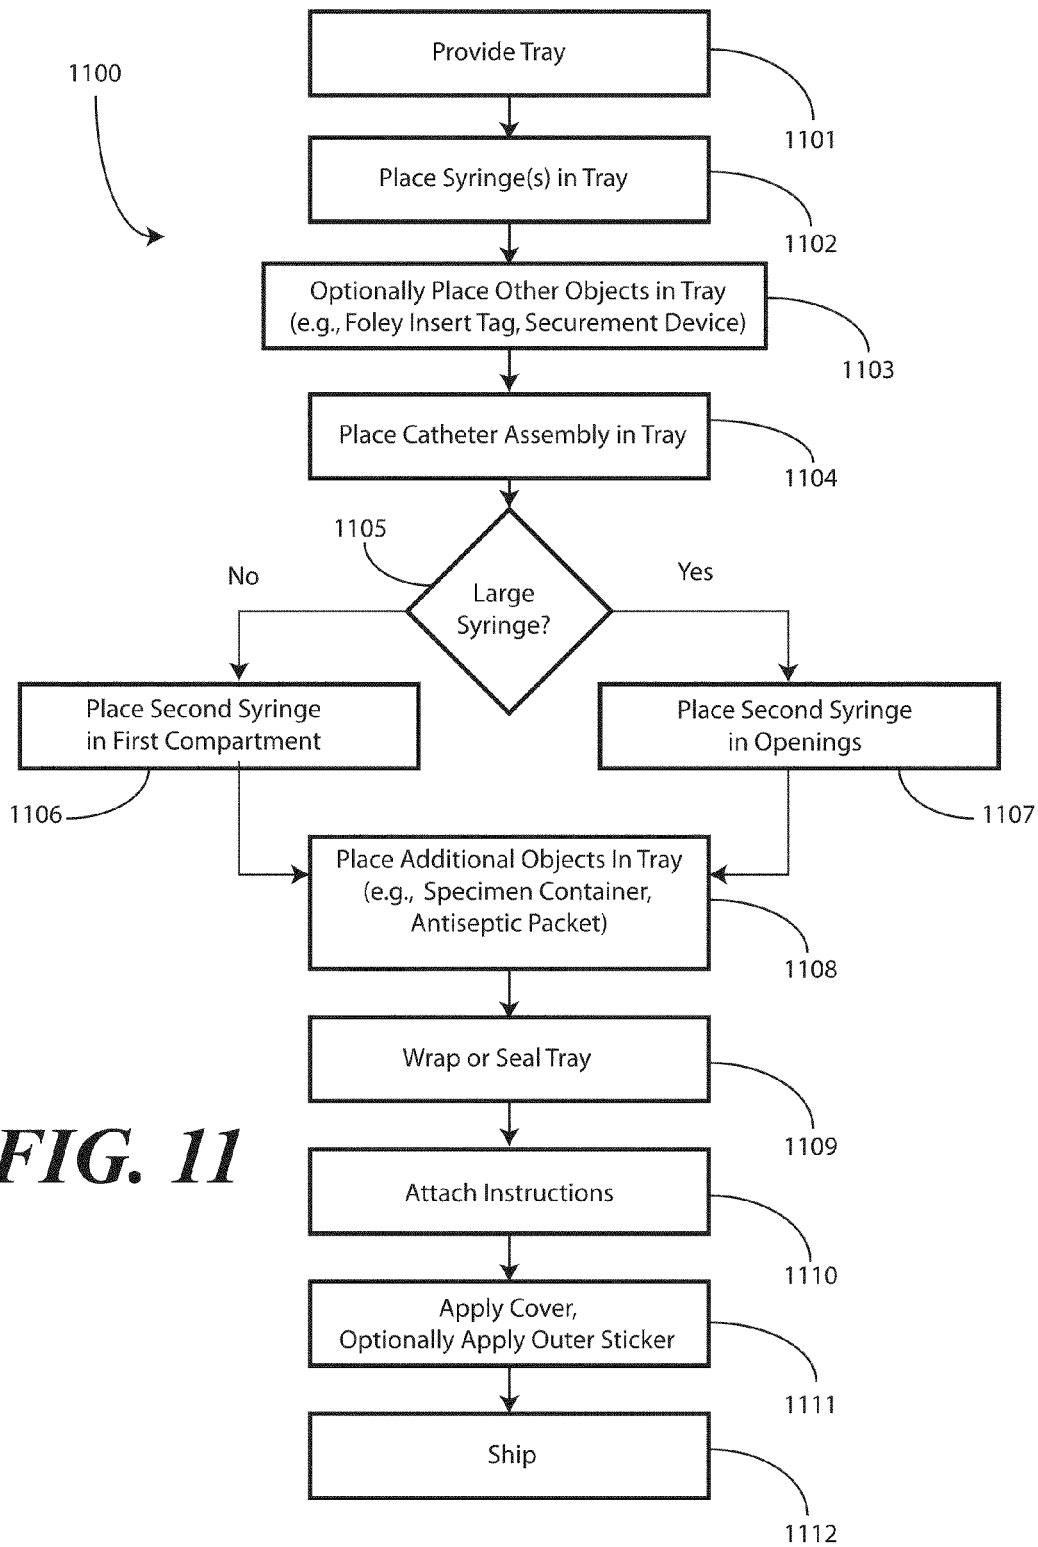 Provide Tray
1100
1101
Place Syringe(s) in Tray
1102
Optionally Place Other Objects in Tray
(e.g., Foley Insert Tag, Securement Device)
1103
Place Catheter Assembly in Tray
1104
1105
No
Yes
Large
Syringe?
Place Second Syringe
in First Compartment
Place Second Syringe
in Openings
1106
1107
Place Additional Objects In Tray
(e.g., Specimen Container,
Antiseptic Packet)
1108
Wrap or Seal Tray
1109
FIG. 11
Attach Instructions
1110
Apply Cover,
Optionally Apply Outer Sticker
1111
Ship
1112